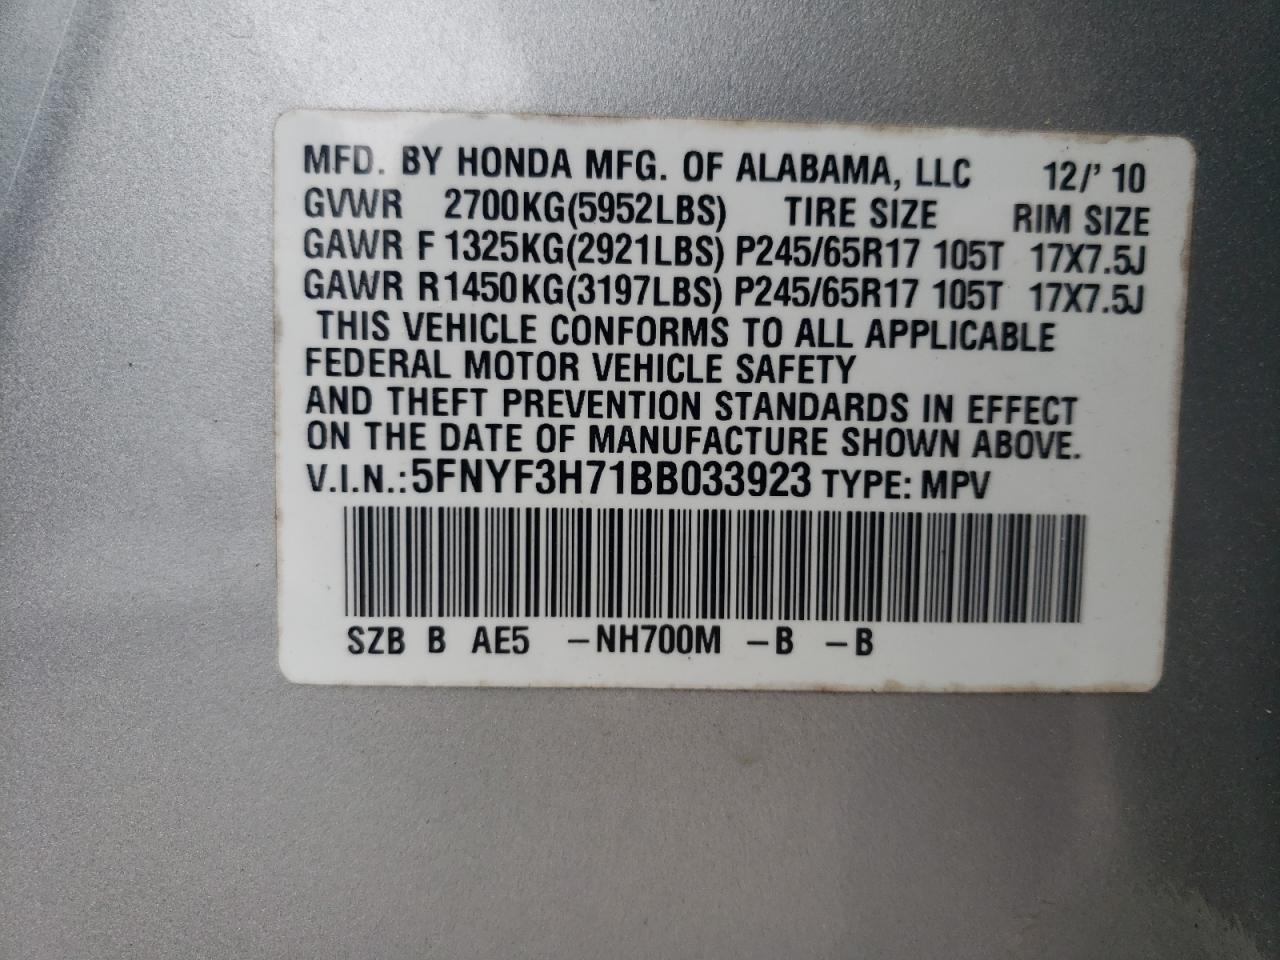 MFD. BY HONDA MFG. OF ALABAMA, LLC 12/' 10
GVWR 2700KG(5952LBS) TIRE SIZE RIM SIZE
GAWR F 1325KG(2921LBS) P245/65R17 105T 17X7.5J
GAWR R1450KG(3197LBS) P245/65R17 105T 17X7.5J
THIS VEHICLE CONFORMS TO ALL APPLICABLE
FEDERAL MOTOR VEHICLE SAFETY
AND THEFT PREVENTION STANDARDS IN EFFECT
ON THE DATE OF MANUFACTURE SHOWN ABOVE.
V.I.N.: 5FNYF3H71BB033923 TYPE: MPV
SZB B AE5 –NH700M –B –B